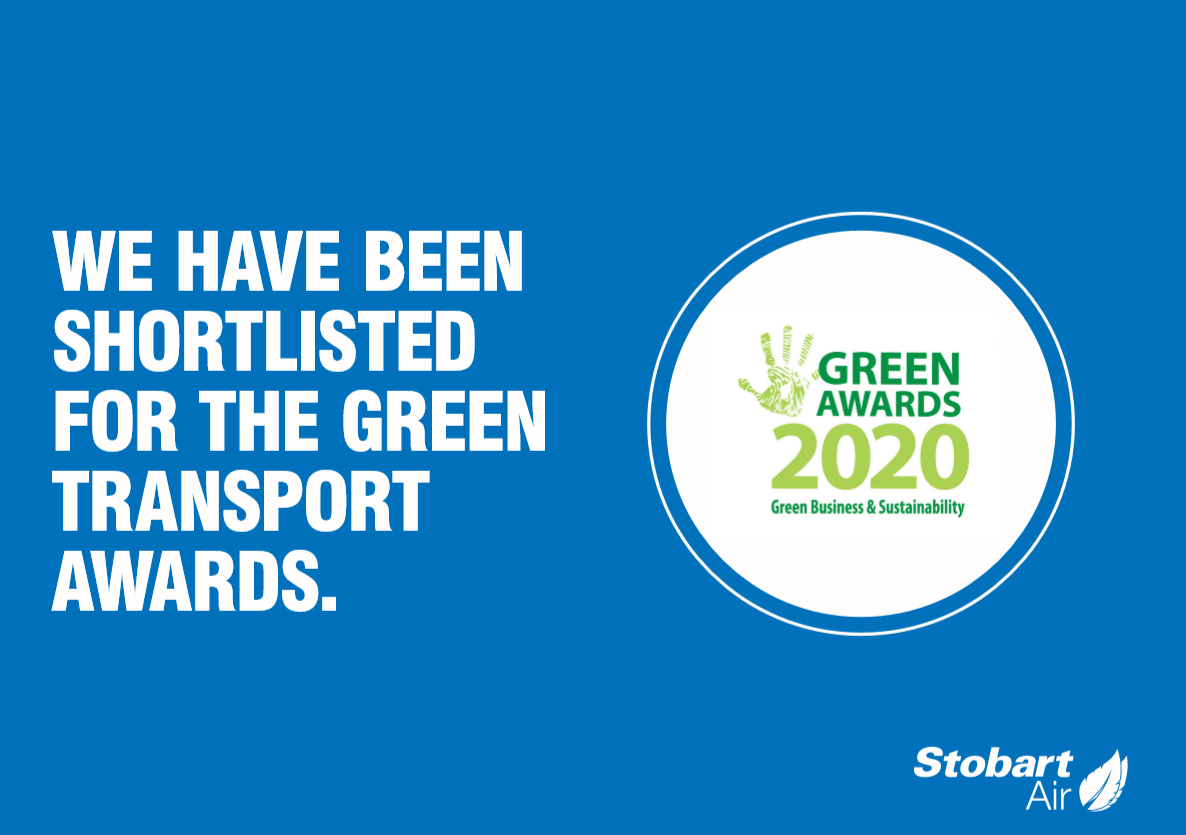 WE HAVE BEEN
SHORTLISTED
FOR THE GREEN
TRANSPORT
AWARDS.
GREEN
AWARDS
2020
Green Business & Sustainability
Stobart
Air